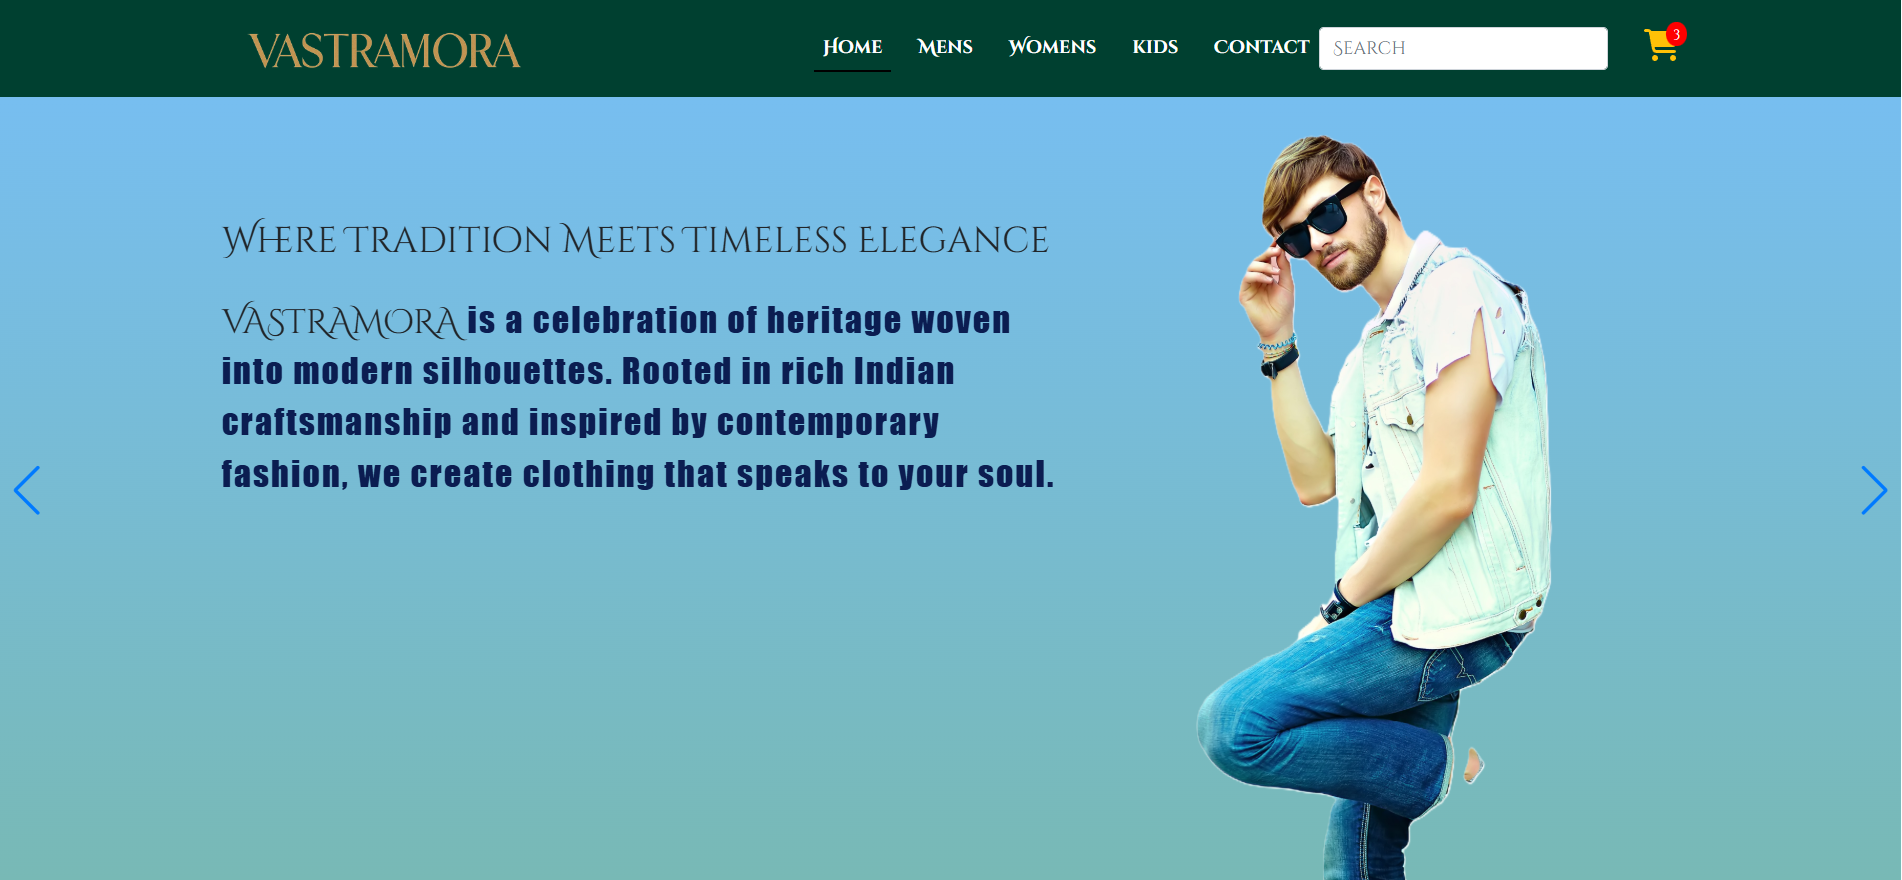 VASTRAMORA
Home Mens Womens Kids Contact Search 3
Where Tradition Meets Timeless Elegance
VASTRAMORA is a celebration of heritage woven
into modern silhouettes. Rooted in rich Indian
craftsmanship and inspired by contemporary
fashion, we create clothing that speaks to your soul.